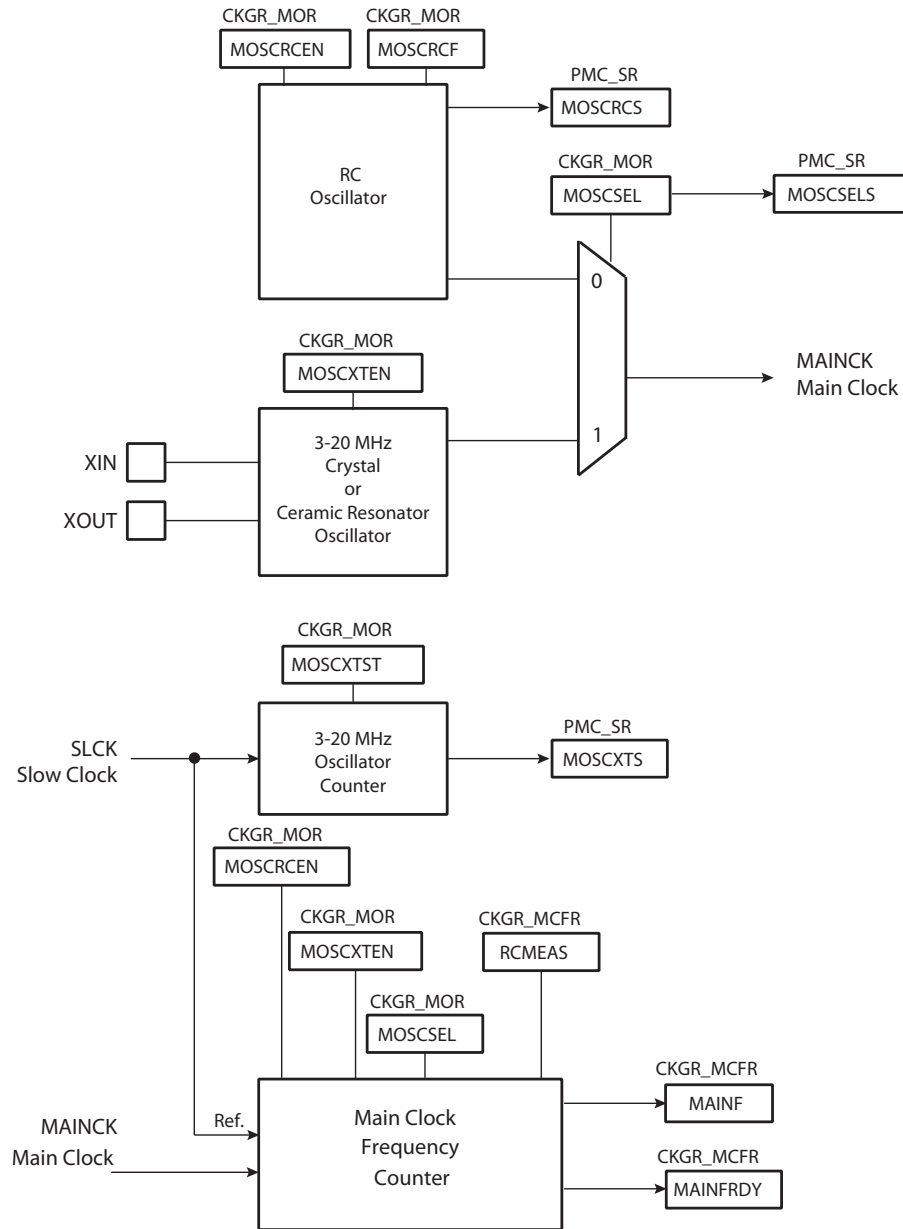 CKGR_MOR
CKGR_MOR
MOSCRCEN
MOSCRCF
PMC_SR
MOSCRCS
RC
Oscillator
CKGR_MOR
MOSCSEL
PMC_SR
MOSCSELS
0
MAINCK
Main Clock
1
CKGR_MOR
MOSCXTEN
3-20 MHz
Crystal
or
Ceramic Resonator
Oscillator
XIN
XOUT
CKGR_MOR
MOSCXTST
SLCK
Slow Clock
3-20 MHz
Oscillator
Counter
PMC_SR
MOSCXTS
CKGR_MOR
MOSCRCEN
CKGR_MOR
MOSCXTEN
CKGR_MCFR
RCMEAS
CKGR_MOR
MOSCSEL
Ref.
MAINCK
Main Clock
Main Clock
Frequency
Counter
CKGR_MCFR
MAINF
CKGR_MCFR
MAINFRDY